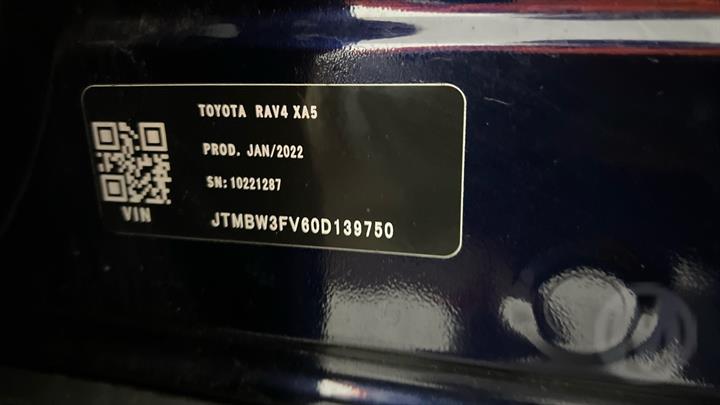 TOYOTA RAV4 XA5
PROD. JAN/2022
SN:10221287
VIN
JTMBW3FV60D139750